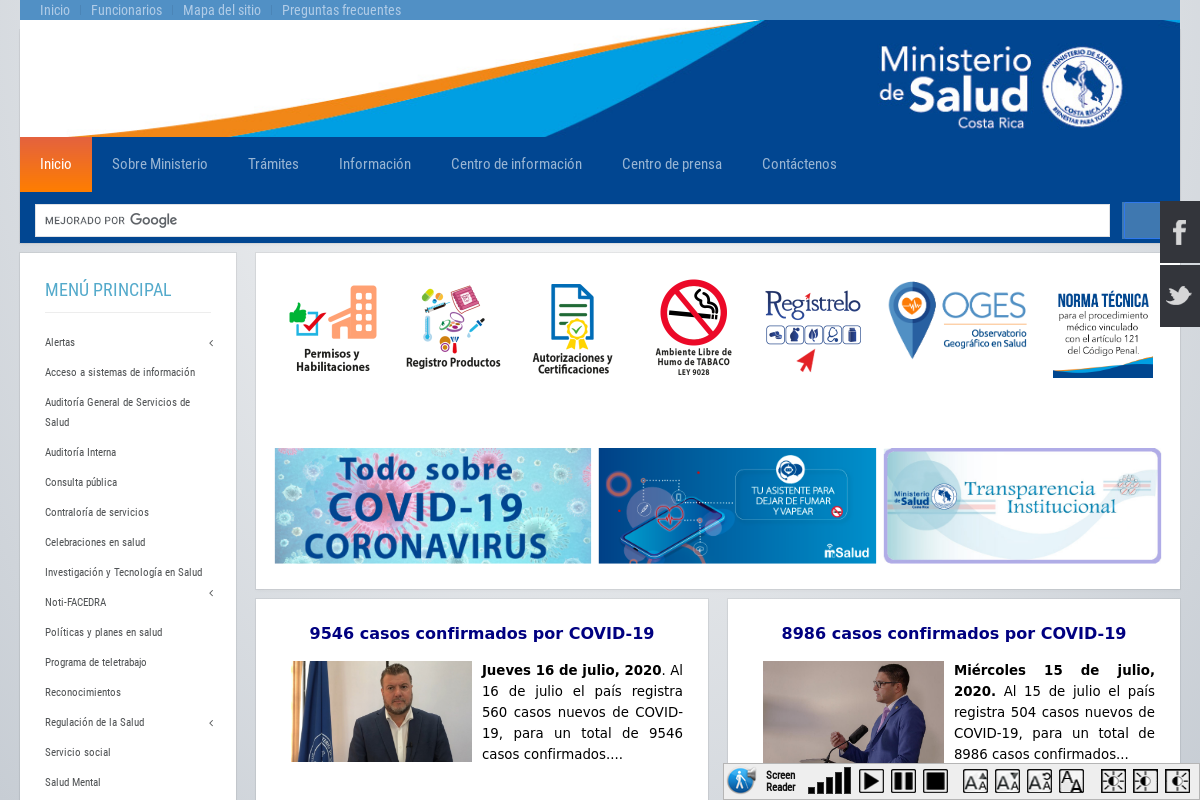 Inicio
Funcionarios
Mapa del sitio
Preguntas frecuentes
Ministerio
de Salud
Costa Rica
MINISTERIO DE SALUD
COSTA RICA
BIENESTAR PARA TODOS
Inicio
Sobre Ministerio
Trámites
Información
Centro de información
Centro de prensa
Contáctenos
MEJORADO POR Google
MENÚ PRINCIPAL
Alertas
Acceso a sistemas de información
Auditoría General de Servicios de
Salud
Auditoría Interna
Consulta pública
Contraloría de servicios
Celebraciones en salud
Investigación y Tecnología en Salud
Noti-FACEDRA
Políticas y planes en salud
Programa de teletrabajo
Reconocimientos
Regulación de la Salud
Servicio social
Salud Mental
Permisos y
Habilitaciones
Registro Productos
Autorizaciones y
Certificaciones
Ambiente Libre de
Humo de TABACO
LEY 9028
Regístrelo
OGES
Observatorio
Geográfico en Salud
NORMA TÉCNICA
para el procedimiento
médico vinculado
con el artículo 121
del Código Penal.
Todo sobre
COVID-19
CORONAVIRUS
TU ASISTENTE PARA
DEJAR DE FUMAR
Y VAPEAR
mSalud
Ministerio
de Salud
Costa Rica
Transparencia
Institucional
9546 casos confirmados por COVID-19
Jueves 16 de julio, 2020. Al
16 de julio el país registra
560 casos nuevos de COVID-
19, para un total de 9546
casos confirmados....
8986 casos confirmados por COVID-19
Miércoles 15 de julio,
2020. Al 15 de julio el país
registra 504 casos nuevos de
COVID-19, para un total de
8986 casos confirmados...
Screen
Reader